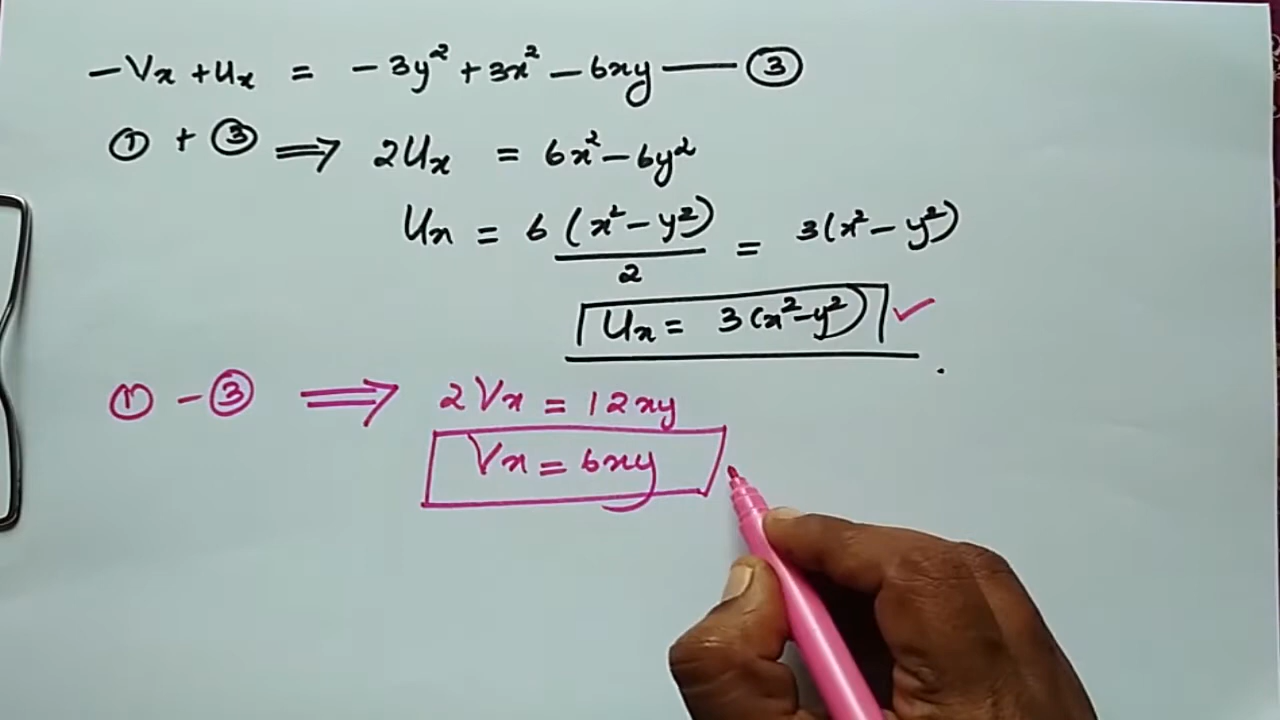 -Vx + Ux = -3y² + 3x² - 6xy — ③
① + ③ ⟹ 2Ux = 6x² - 6y²
Ux = 6 (x² - y²) / 2 = 3(x² - y²)
Ux = 3(x² - y²) ✓
① - ③ ⟹ 2Vx = 12xy
Vx = 6xy